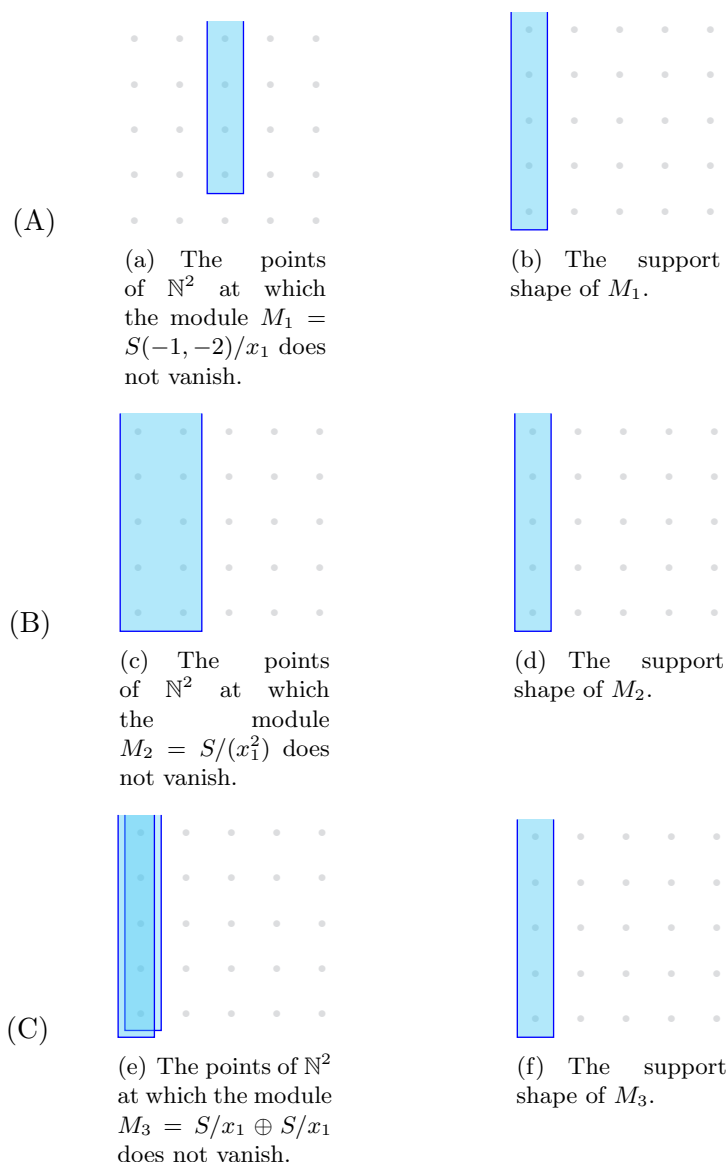 (A)
(a) The points
of ℕ² at which
the module M₁ =
S(−1, −2)/x₁ does
not vanish.
(b) The support
shape of M₁.
(B)
(c) The points
of ℕ² at which
the module
M₂ = S/(x₁²) does
not vanish.
(d) The support
shape of M₂.
(C)
(e) The points of ℕ²
at which the module
M₃ = S/x₁ ⊕ S/x₁
does not vanish.
(f) The support
shape of M₃.